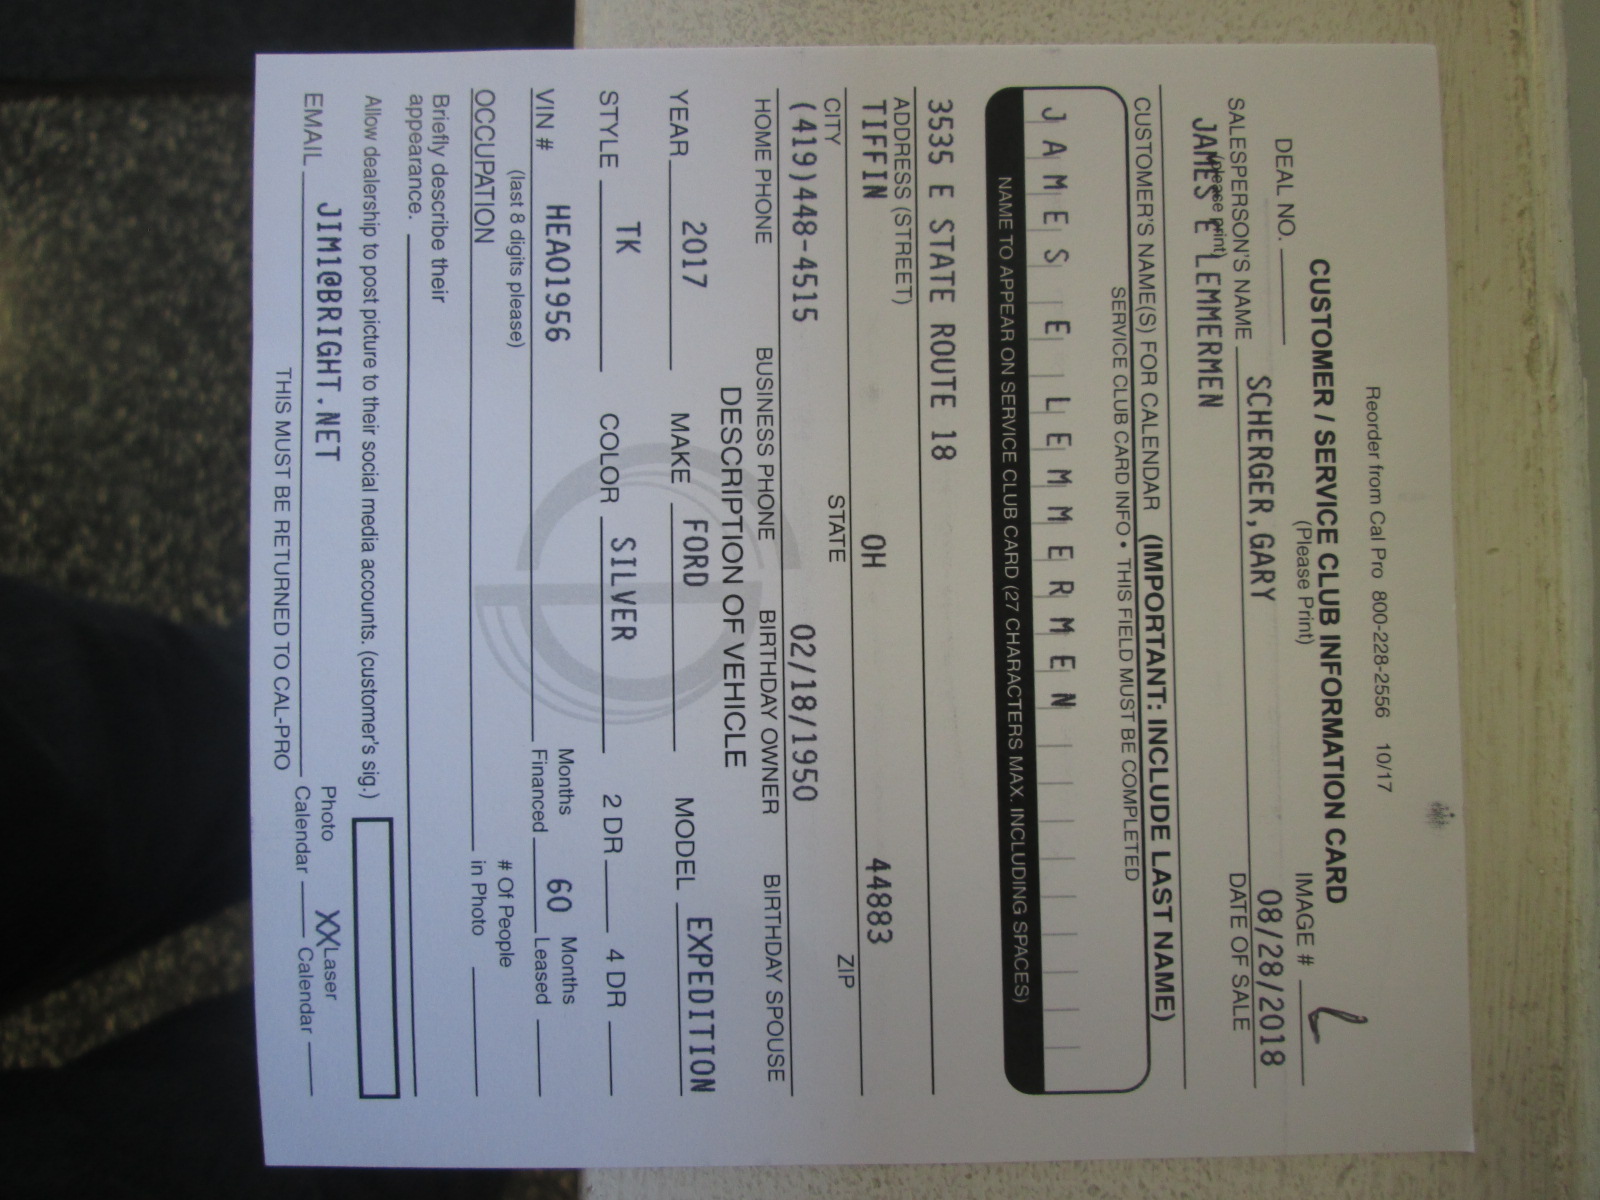 Reorder from Cal Pro 800-228-2556 10/17
CUSTOMER / SERVICE CLUB INFORMATION CARD
(Please Print)
DEAL NO. IMAGE #
SCHERGER,GARY 08/28/2018
SALESPERSON'S NAME DATE OF SALE
(please print)
JAMES E LEMMERMEN
CUSTOMER'S NAME(S) FOR CALENDAR (IMPORTANT: INCLUDE LAST NAME)
SERVICE CLUB CARD INFO • THIS FIELD MUST BE COMPLETED
JAMES E LEMMERMEN
NAME TO APPEAR ON SERVICE CLUB CARD (27 CHARACTERS MAX. INCLUDING SPACES)
3535 E STATE ROUTE 18
ADDRESS (STREET)
TIFFIN OH 44883
CITY STATE ZIP
(419)448-4515 02/18/1950
HOME PHONE BUSINESS PHONE BIRTHDAY OWNER BIRTHDAY SPOUSE
DESCRIPTION OF VEHICLE
YEAR 2017 MAKE FORD MODEL EXPEDITION
STYLE TK COLOR SILVER 2 DR 4 DR
VIN # HEA01956 Months Financed 60 Months Leased
(last 8 digits please)
OCCUPATION # Of People in Photo
Briefly describe their
appearance.
Allow dealership to post picture to their social media accounts. (customer's sig.)
EMAIL JIM1@BRIGHT.NET Photo Calendar XX Laser Calendar
THIS MUST BE RETURNED TO CAL-PRO